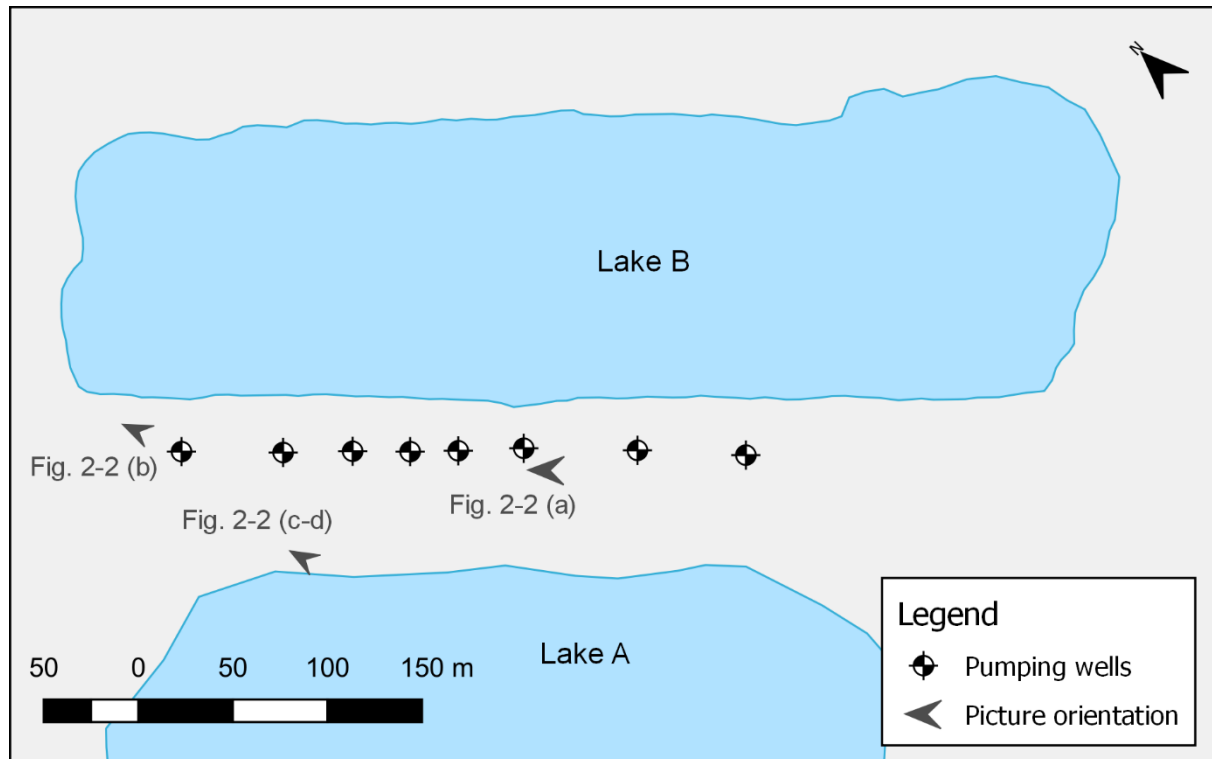 N
Lake B
Fig. 2-2 (b)
Fig. 2-2 (a)
Fig. 2-2 (c-d)
Lake A
50 0 50 100 150 m
Legend
Pumping wells
Picture orientation